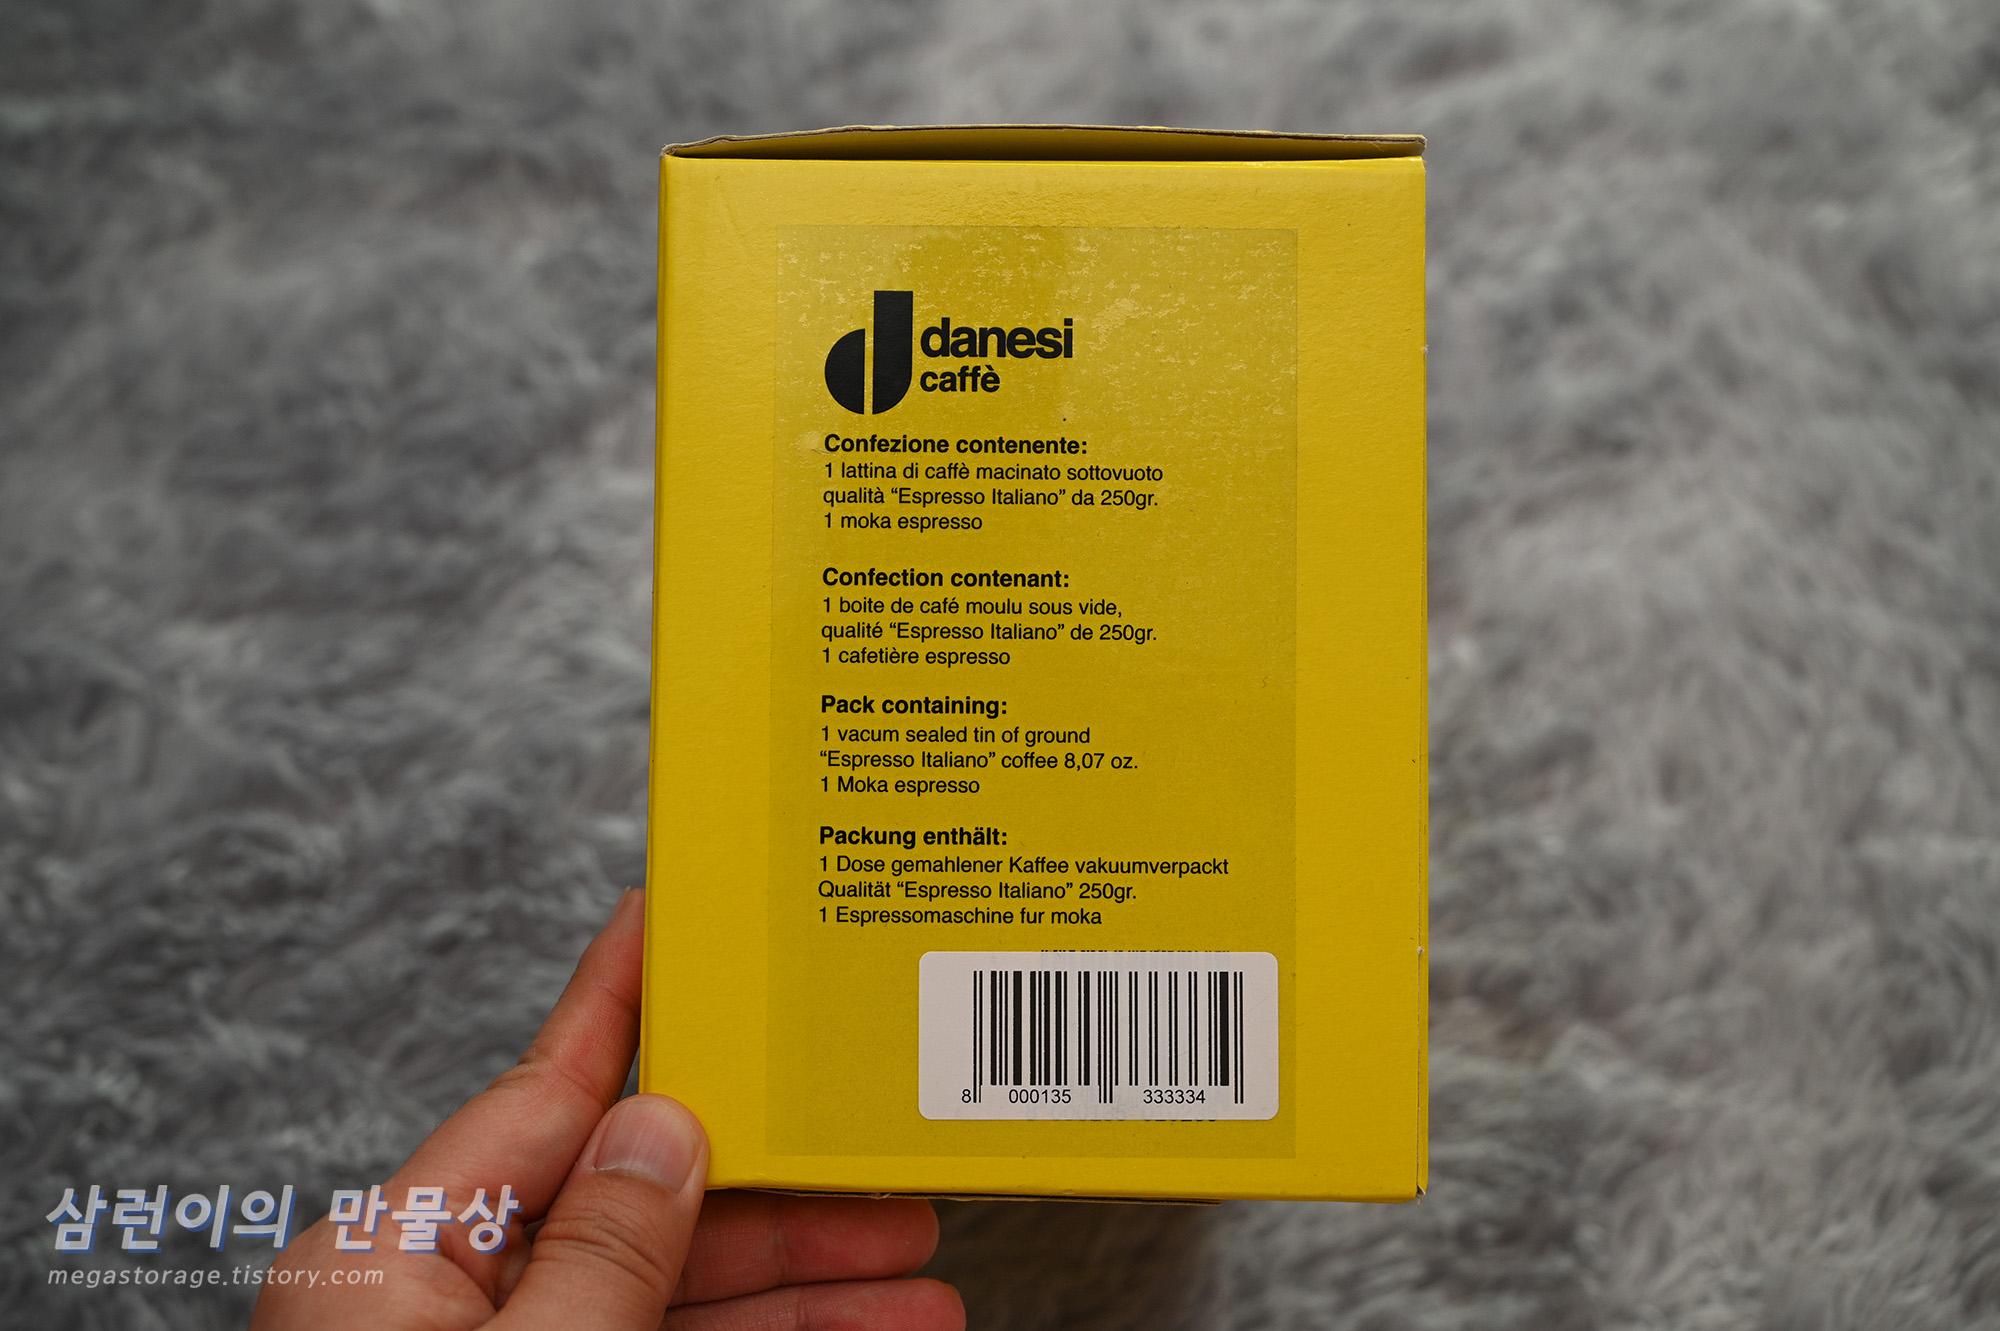 danesi
caffè
Confezione contenente:
1 lattina di caffè macinato sottovuoto
qualità “Espresso Italiano” da 250gr.
1 moka espresso
Confection contenant:
1 boite de café moulu sous vide,
qualité “Espresso Italiano” de 250gr.
1 cafetière espresso
Pack containing:
1 vacum sealed tin of ground
“Espresso Italiano” coffee 8,07 oz.
1 Moka espresso
Packung enthält:
1 Dose gemahlener Kaffee vakuumverpackt
Qualität “Espresso Italiano” 250gr.
1 Espressomaschine fur moka
8 000135 333334
삼런이의 만물상
megastorage.tistory.com